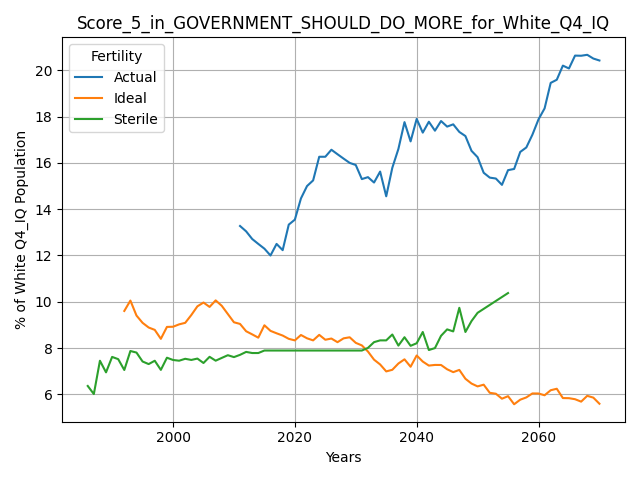 Score_5_in_GOVERNMENT_SHOULD_DO_MORE_for_White_Q4_IQ
Fertility
Actual
Ideal
Sterile
% of White Q4_IQ Population
20
18
16
14
12
10
8
6
2000 2020 2040 2060
Years